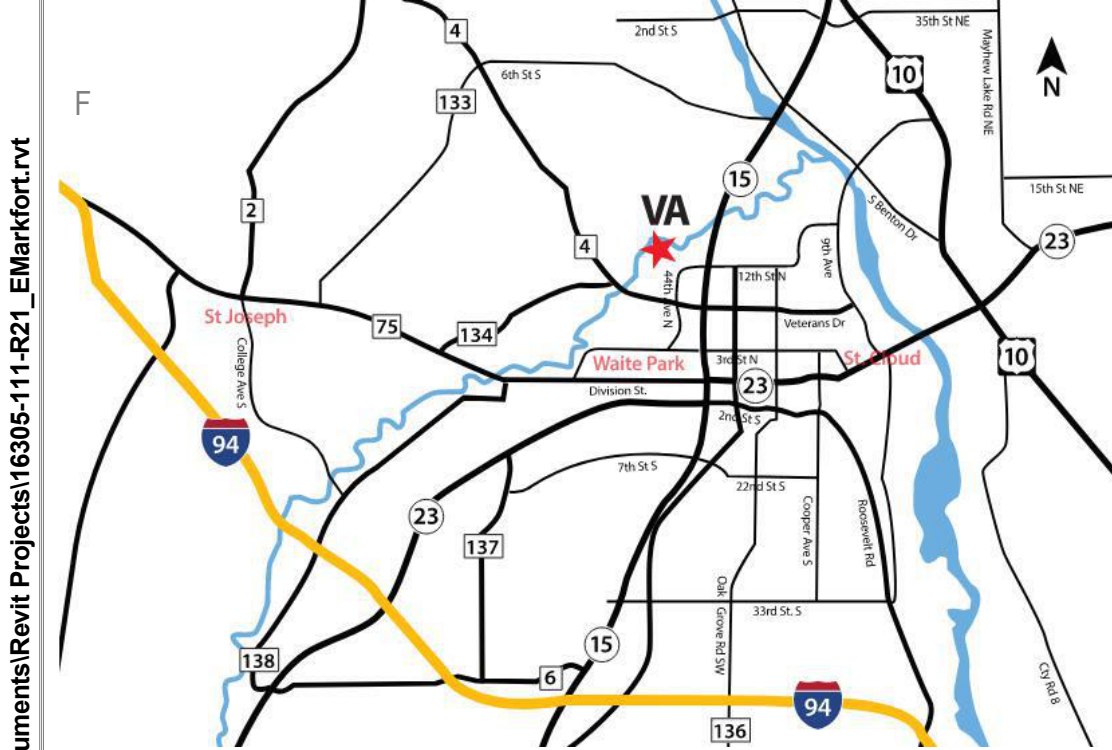 uments\Revit Projects\16305-111-R21_EMarkfort.rvt
F
4
2nd St S
35th St NE
Mayhew Lake Rd NE
10
N
6th St S
133
15
15th St NE
2
VA
S Benton Dr
23
4
9th Ave
44th Ave N
12th St N
St Joseph
75
134
Veterans Dr
College Ave S
Waite Park
3rd St N
St. Cloud
10
23
Division St.
2nd St S
94
7th St S
22nd St S
23
Cooper Ave S
Roosevelt Rd
137
Oak Grove Rd SW
33rd St. S
15
138
6
Cty Rd 8
94
136